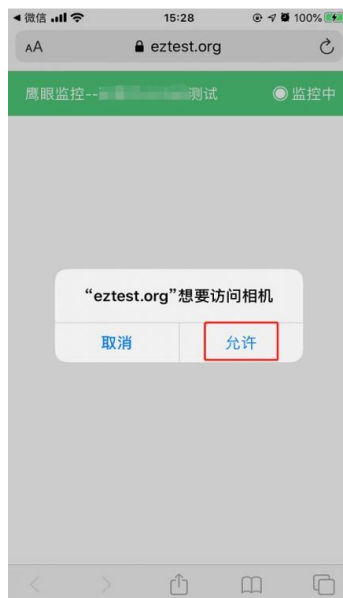 微信
15:28
100%
AA
eztest.org
鹰眼监控--
测试
监控中
“eztest.org”想要访问相机
取消
允许